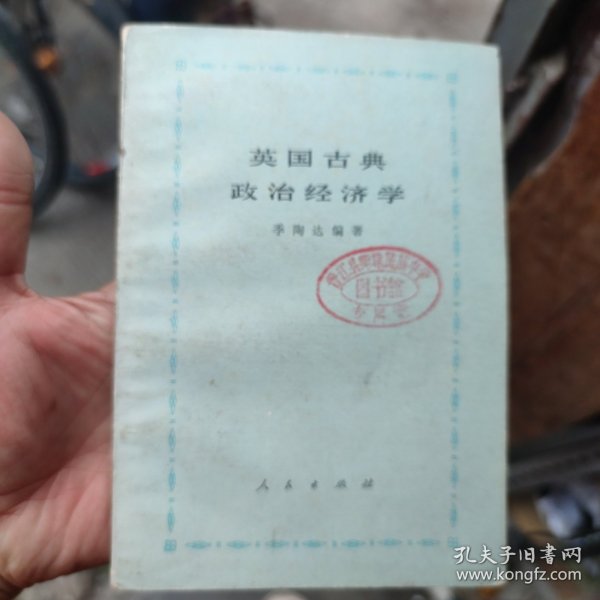 英国古典
政治经济学
季陶达编著
图书馆
人民出版社
孔夫子旧书网
www.kongfz.com